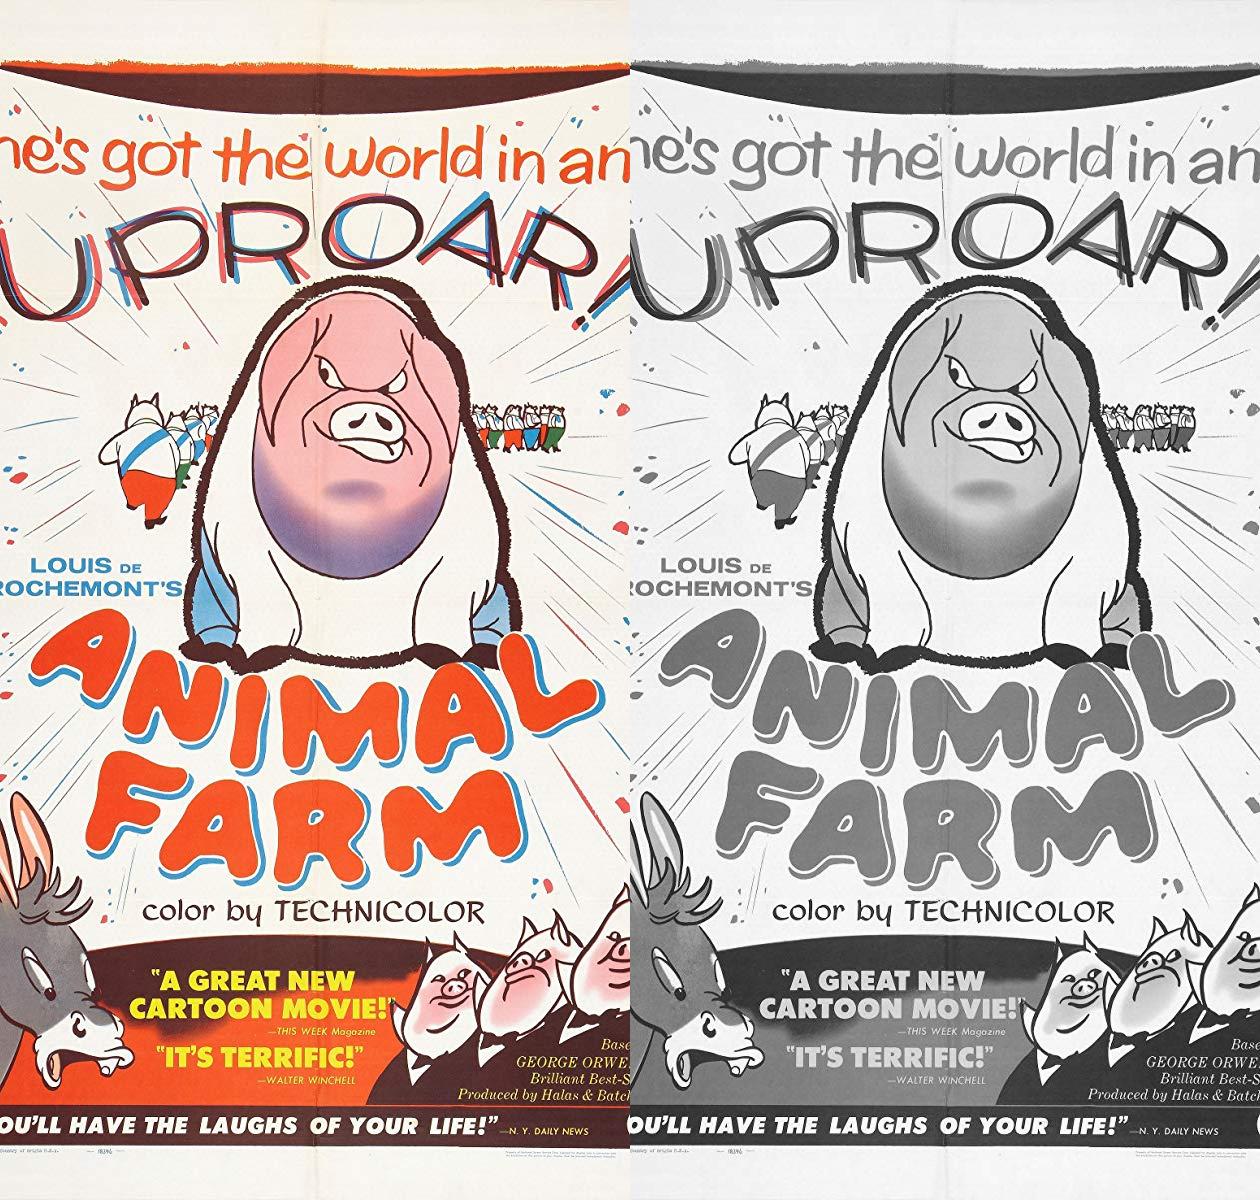 he's got the world in an
UPROAR!
LOUIS DE
ROCHEMONT'S
ANIMAL
FARM
color by TECHNICOLOR
"A GREAT NEW
CARTOON MOVIE!"
—THIS WEEK Magazine
"IT'S TERRIFIC!"
—WALTER WINCHELL
Base
GEORGE ORWE
Brilliant Best-S
Produced by Halas & Batch
OU'LL HAVE THE LAUGHS OF YOUR LIFE!" —N. Y. DAILY NEWS
he's got the world in an
UPROAR!
LOUIS DE
ROCHEMONT'S
ANIMAL
FARM
color by TECHNICOLOR
"A GREAT NEW
CARTOON MOVIE!"
—THIS WEEK Magazine
"IT'S TERRIFIC!"
—WALTER WINCHELL
Base
GEORGE ORWE
Brilliant Best-S
Produced by Halas & Batch
OU'LL HAVE THE LAUGHS OF YOUR LIFE!" —N. Y. DAILY NEWS